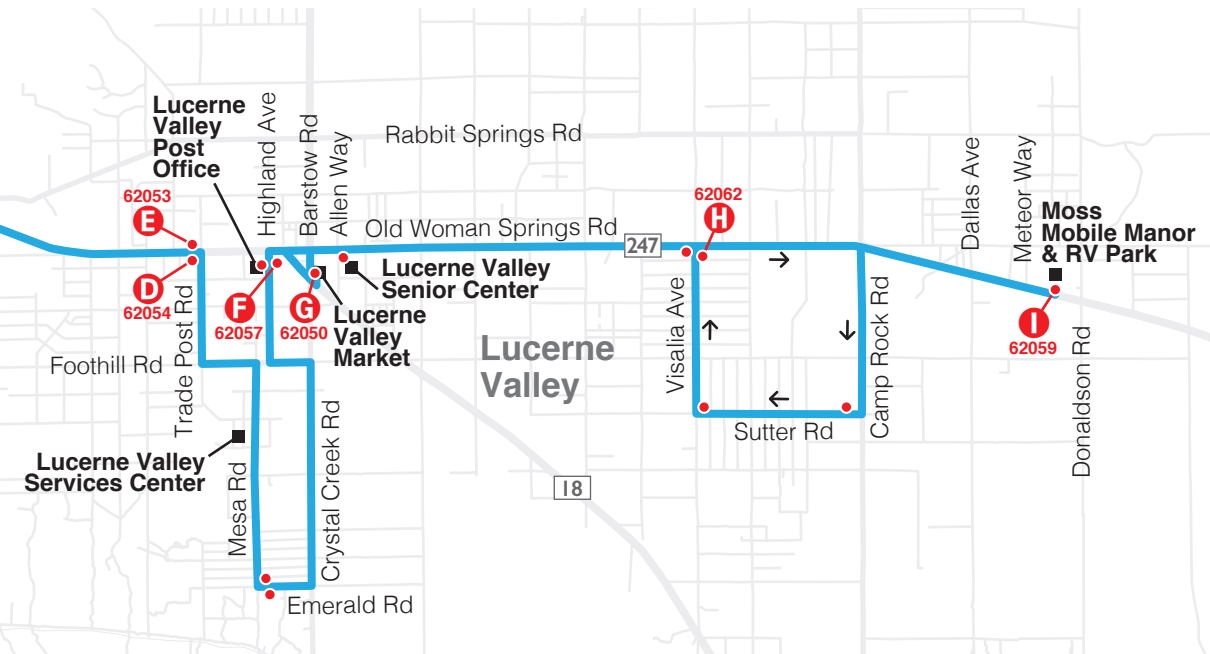 Lucerne
Valley
Post
Office
Highland Ave
Barstow Rd
Allen Way
Rabbit Springs Rd
62053
E
D
62054
Trade Post Rd
Old Woman Springs Rd
247
F
62057
G
62050
Lucerne Valley
Senior Center
Lucerne
Valley
Market
62062
H
Dallas Ave
Meteor Way
Moss
Mobile Manor
& RV Park
I
62059
Donaldson Rd
Foothill Rd
Lucerne
Valley
Visalia Ave
Camp Rock Rd
Sutter Rd
Lucerne Valley
Services Center
Mesa Rd
Crystal Creek Rd
18
Emerald Rd